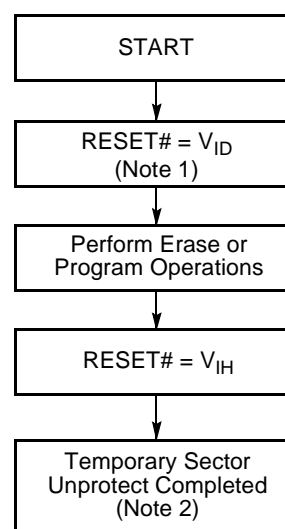 START
RESET# = VID
(Note 1)
Perform Erase or
Program Operations
RESET# = VIH
Temporary Sector
Unprotect Completed
(Note 2)